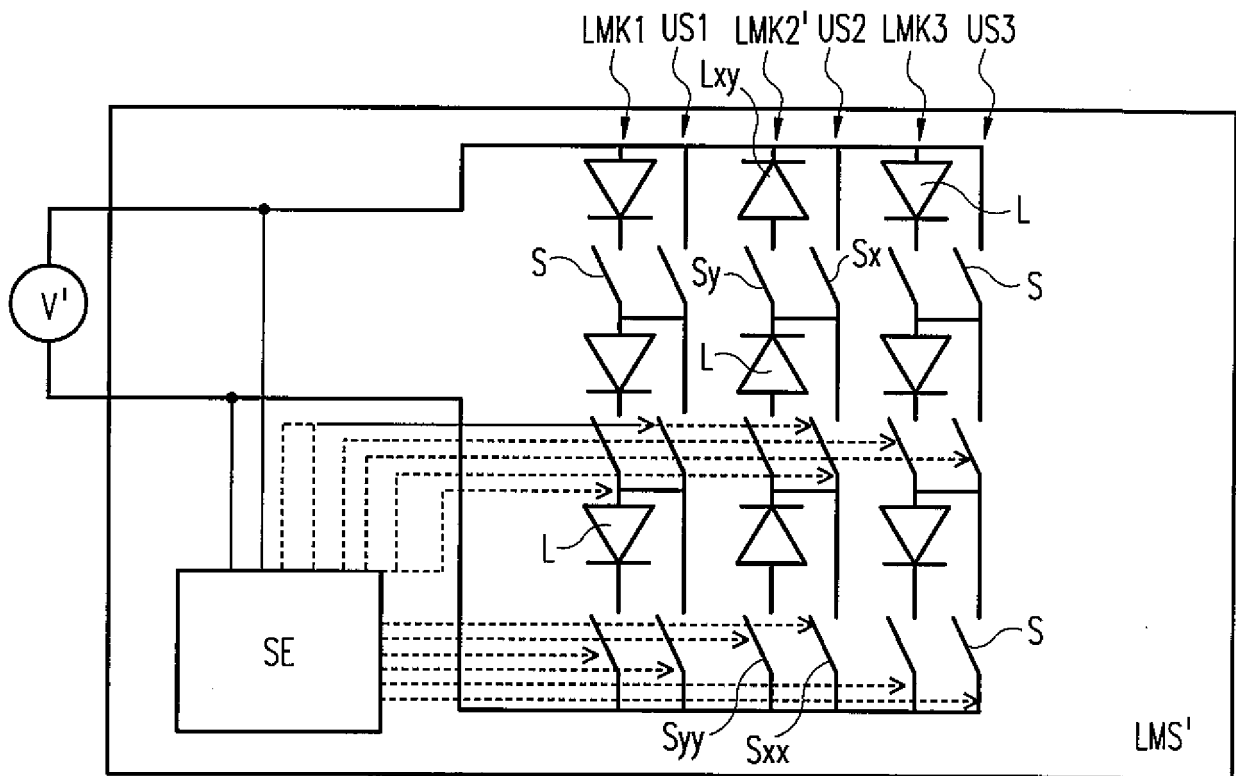 LMK1 US1 LMK2' US2 LMK3 US3
Lxy
L
S Sy Sx S
V'
L
L
SE
S
Syy Sxx
LMS'